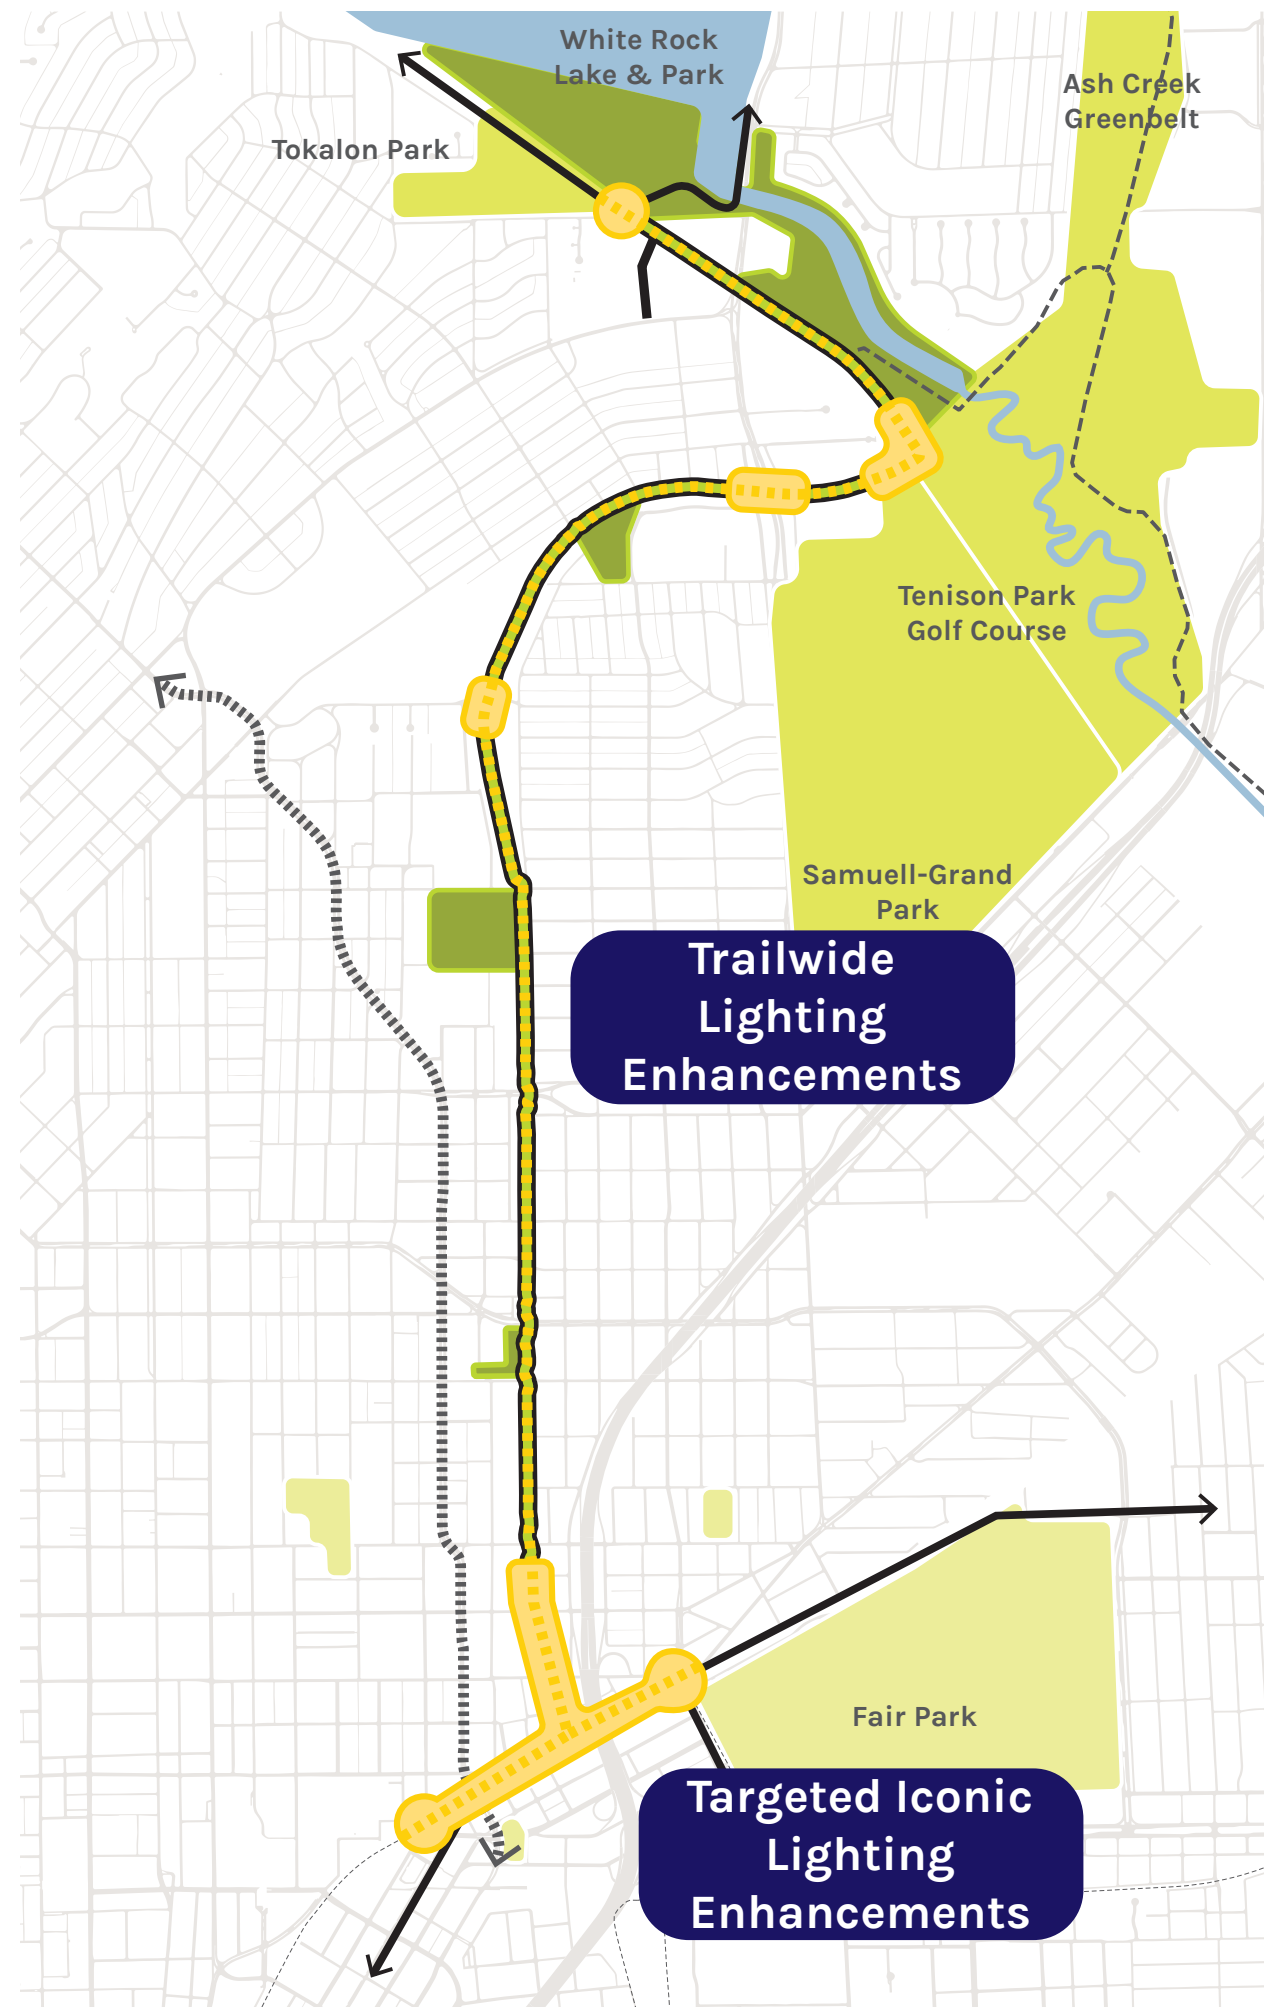 White Rock
Lake & Park
Ash Creek
Greenbelt
Tokalon Park
Tenison Park
Golf Course
Samuell-Grand
Park
Trailwide
Lighting
Enhancements
Fair Park
Targeted Iconic
Lighting
Enhancements